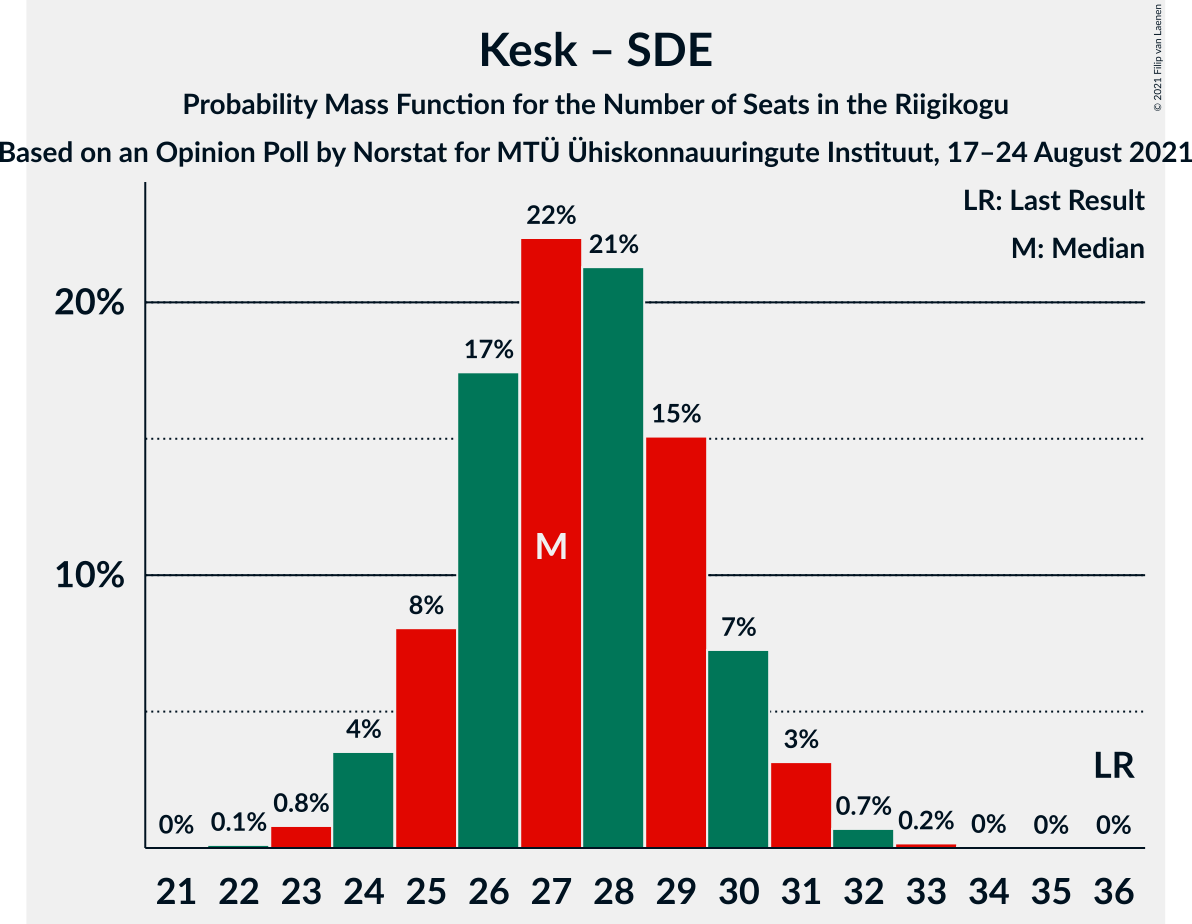 Kesk – SDE
Probability Mass Function for the Number of Seats in the Riigikogu
Based on an Opinion Poll by Norstat for MTÜ Ühiskonnauuringute Instituut, 17–24 August 2021
© 2021 Filip van Laenen
LR: Last Result
M: Median
20%
10%
0%
0.1%
0.8%
4%
8%
17%
22%
21%
15%
7%
3%
0.7%
0.2%
0%
0%
0%
M
LR
21 22 23 24 25 26 27 28 29 30 31 32 33 34 35 36